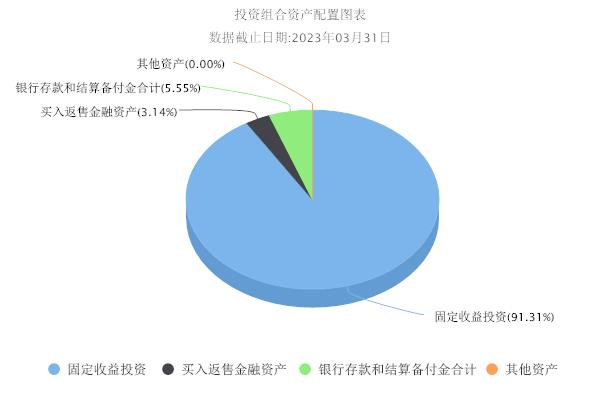 投资组合资产配置图表
数据截止日期:2023年03月31日
其他资产(0.00%)
银行存款和结算备付金合计(5.55%)
买入返售金融资产(3.14%)
固定收益投资(91.31%)
固定收益投资 买入返售金融资产 银行存款和结算备付金合计 其他资产